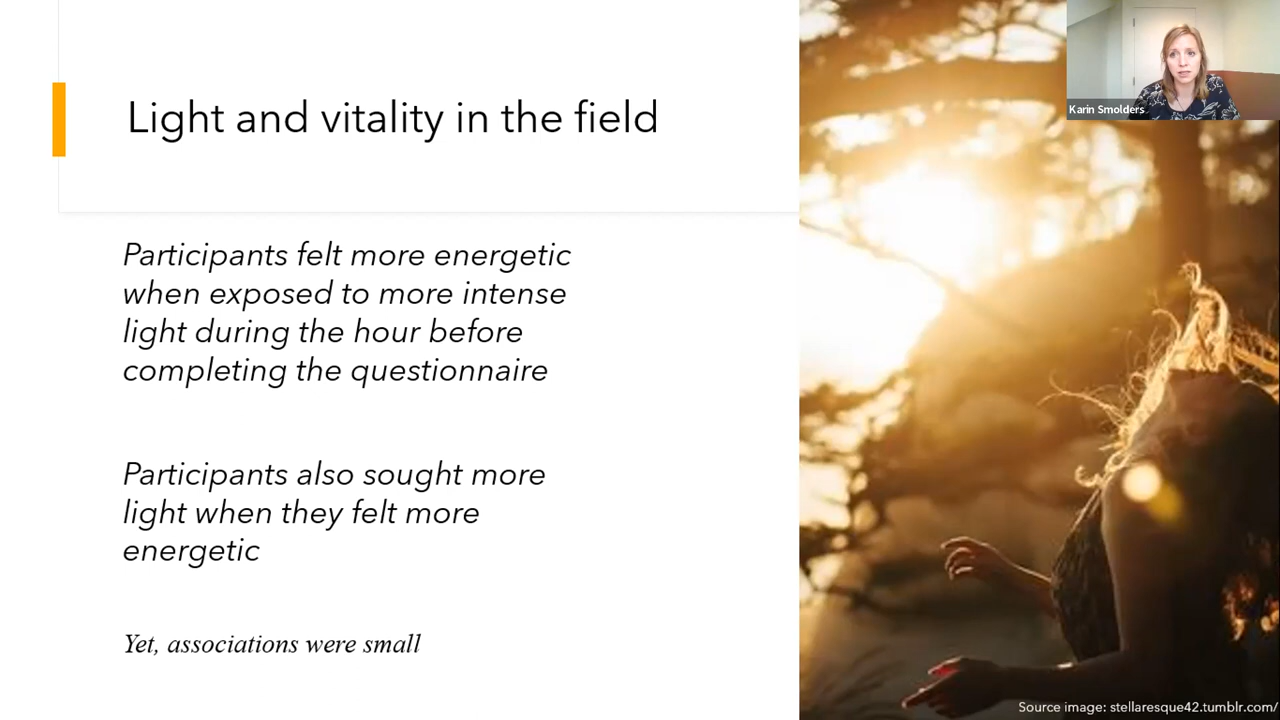 Light and vitality in the field
Karin Smolders
Participants felt more energetic
when exposed to more intense
light during the hour before
completing the questionnaire
Participants also sought more
light when they felt more
energetic
Yet, associations were small
Source image: stellaresque42.tumblr.com/